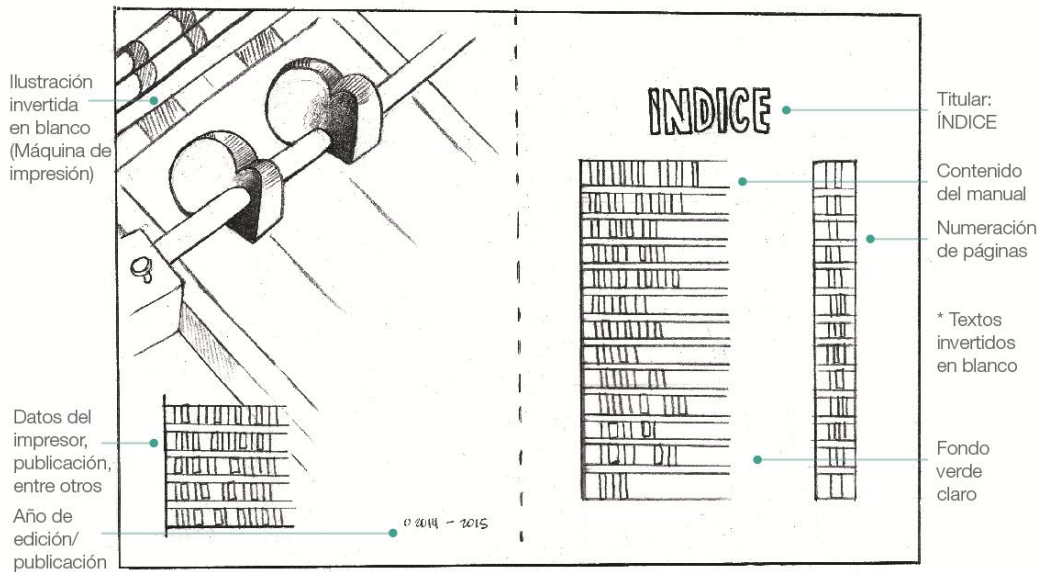 Ilustración
invertida
en blanco
(Máquina de
impresión)
Datos del
impresor,
publicación,
entre otros
Año de
edición/
publicación
© 2014 - 2015
INDICE
Titular:
ÍNDICE
Contenido
del manual
Numeración
de páginas
* Textos
invertidos
en blanco
Fondo
verde
claro